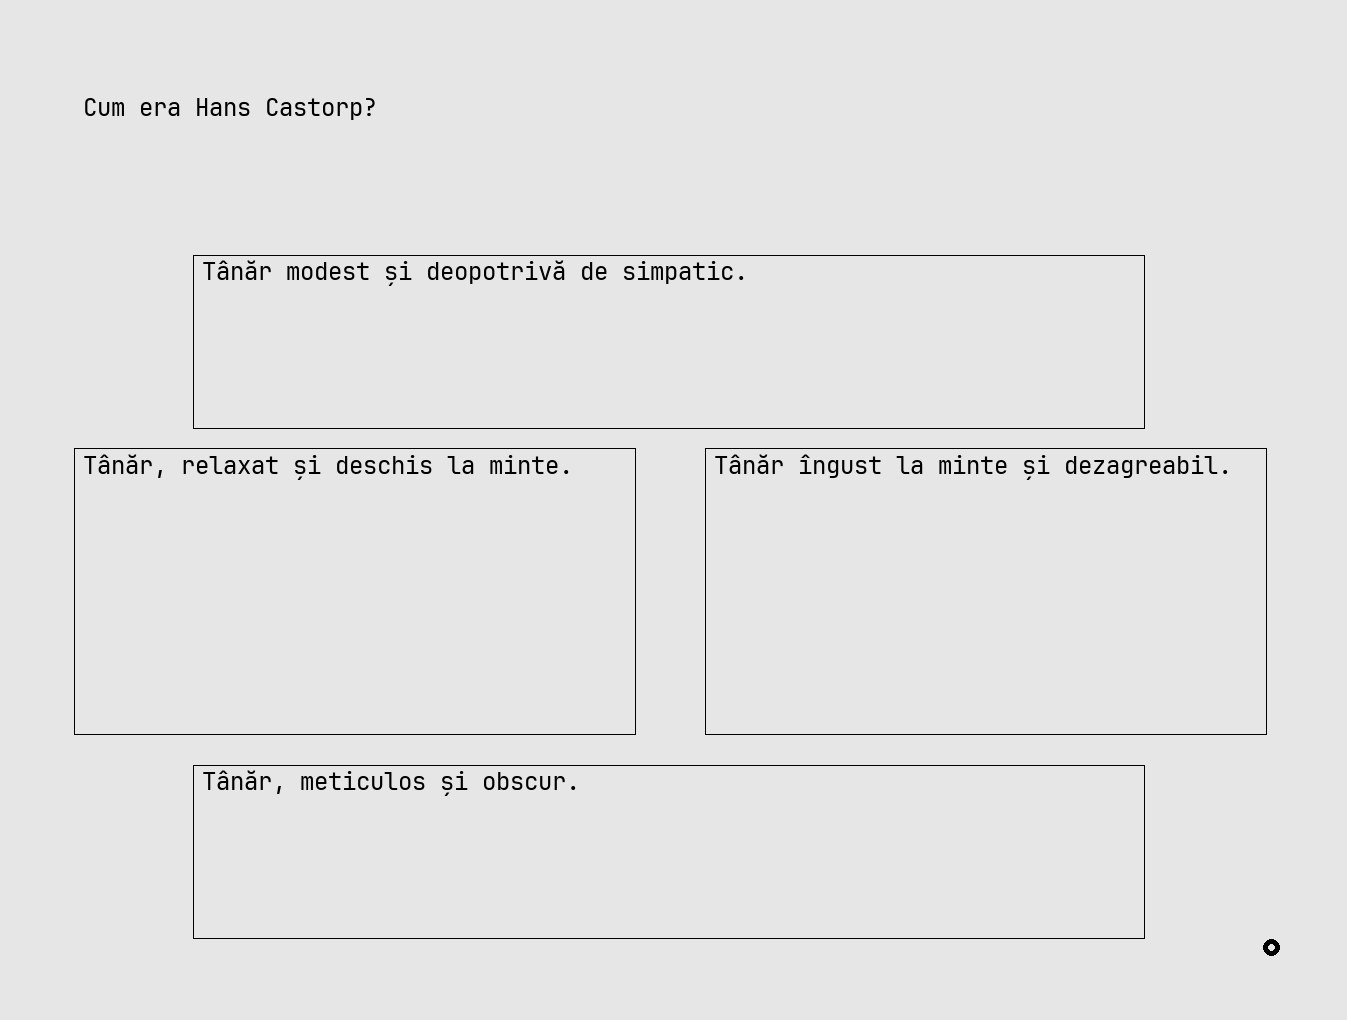 Cum era Hans Castorp?
Tânăr modest și deopotrivă de simpatic.
Tânăr, relaxat și deschis la minte.
Tânăr îngust la minte și dezagreabil.
Tânăr, meticulos și obscur.